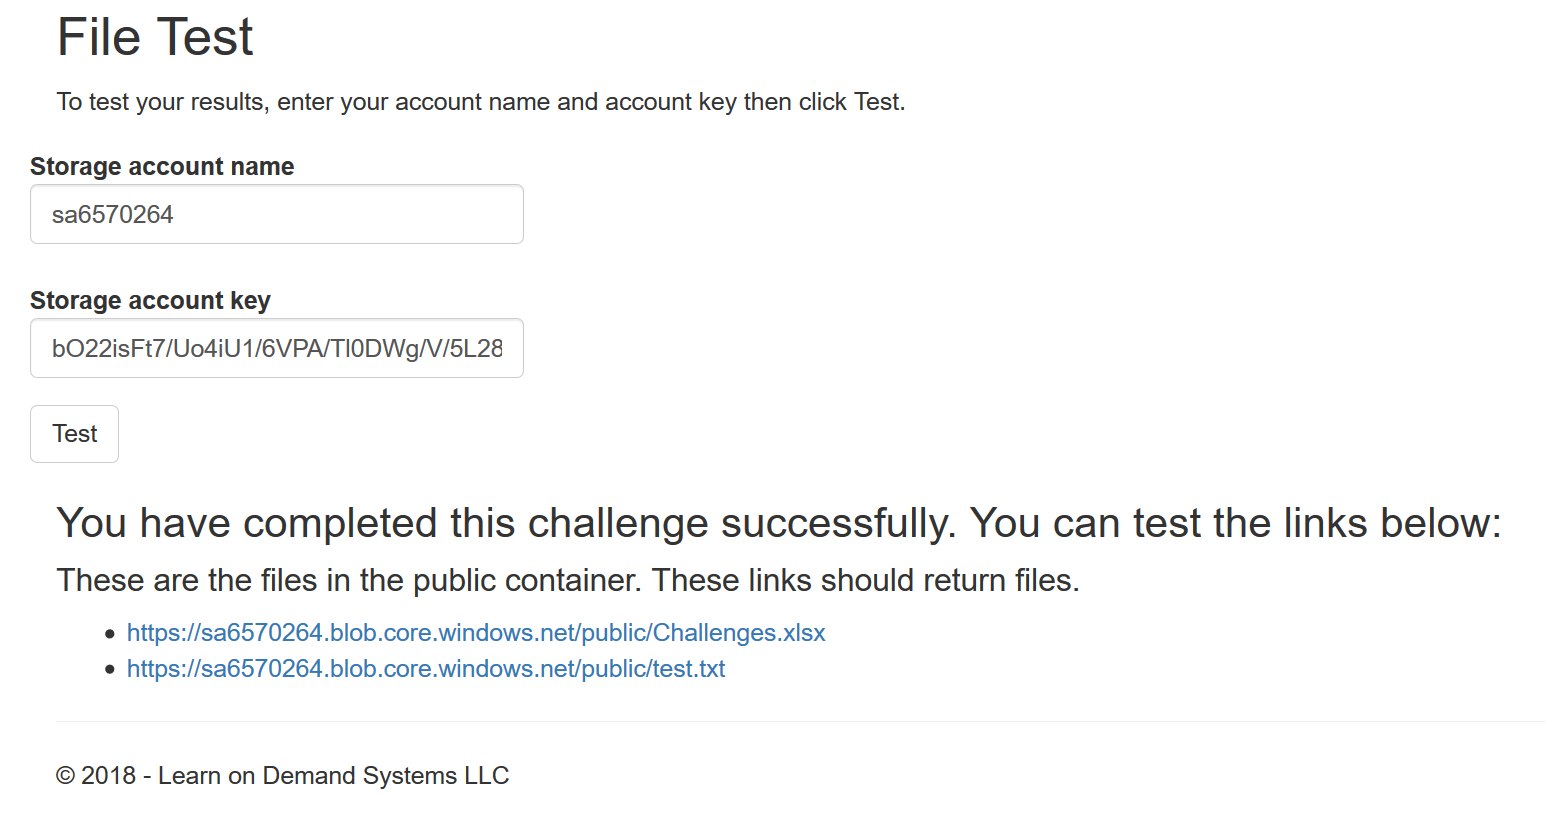 File Test
To test your results, enter your account name and account key then click Test.
Storage account name
sa6570264
Storage account key
bO22isFt7/Uo4iU1/6VPA/Tl0DWg/V/5L28
Test
You have completed this challenge successfully. You can test the links below:
These are the files in the public container. These links should return files.
https://sa6570264.blob.core.windows.net/public/Challenges.xlsx
https://sa6570264.blob.core.windows.net/public/test.txt
© 2018 - Learn on Demand Systems LLC